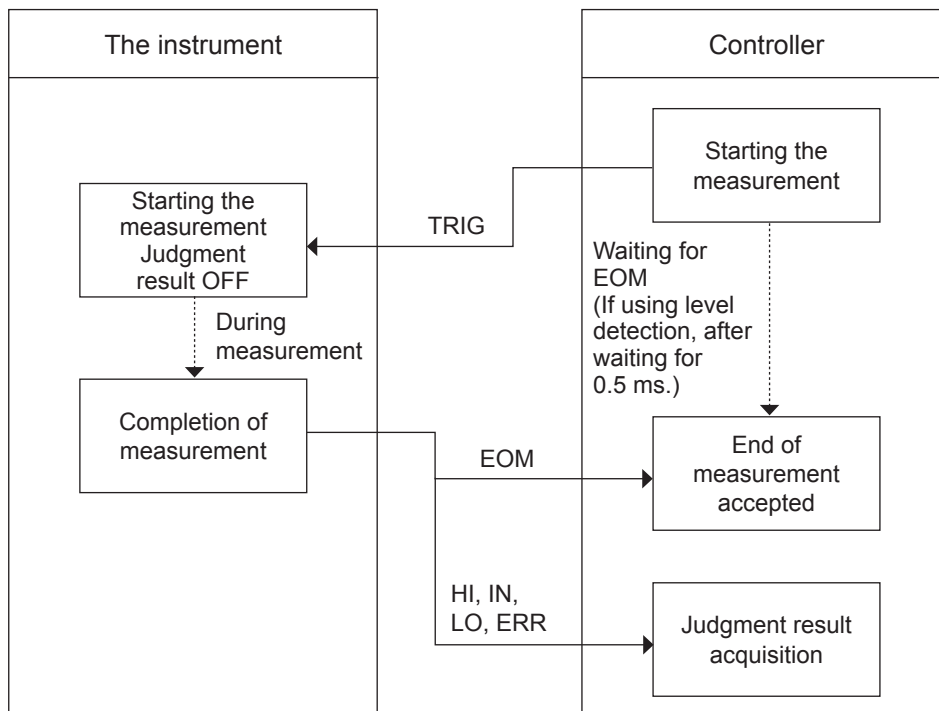 The instrument
Controller
Starting the
measurement
TRIG
Starting the
measurement
Judgment
result OFF
Waiting for
EOM
(If using level
detection, after
waiting for
0.5 ms.)
During
measurement
Completion of
measurement
EOM
End of
measurement
accepted
HI, IN,
LO, ERR
Judgment result
acquisition